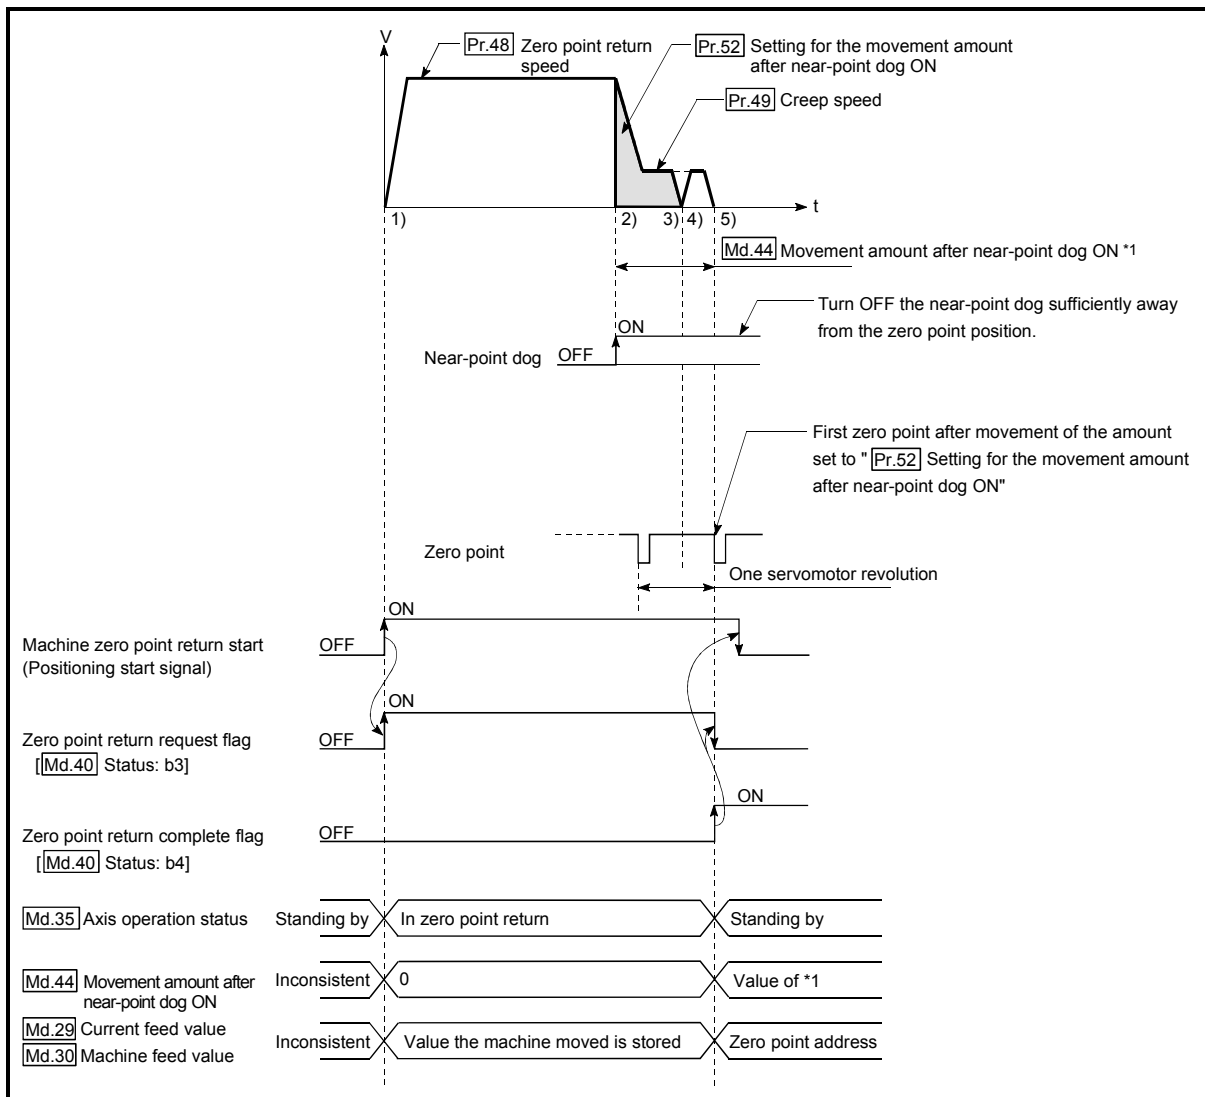 V
Pr.48 Zero point return
speed
Pr.52 Setting for the movement amount
after near-point dog ON
Pr.49 Creep speed
t
1) 2) 3) 4) 5)
Md.44 Movement amount after near-point dog ON *1
Turn OFF the near-point dog sufficiently away
from the zero point position.
ON
Near-point dog OFF
First zero point after movement of the amount
set to " Pr.52 Setting for the movement amount
after near-point dog ON"
Zero point
One servomotor revolution
ON
Machine zero point return start OFF
(Positioning start signal)
ON
Zero point return request flag OFF
[Md.40 Status: b3]
ON
Zero point return complete flag OFF
[Md.40 Status: b4]
Md.35 Axis operation status Standing by In zero point return Standing by
Md.44 Movement amount after Inconsistent 0 Value of *1
near-point dog ON
Md.29 Current feed value
Md.30 Machine feed value Inconsistent Value the machine moved is stored Zero point address